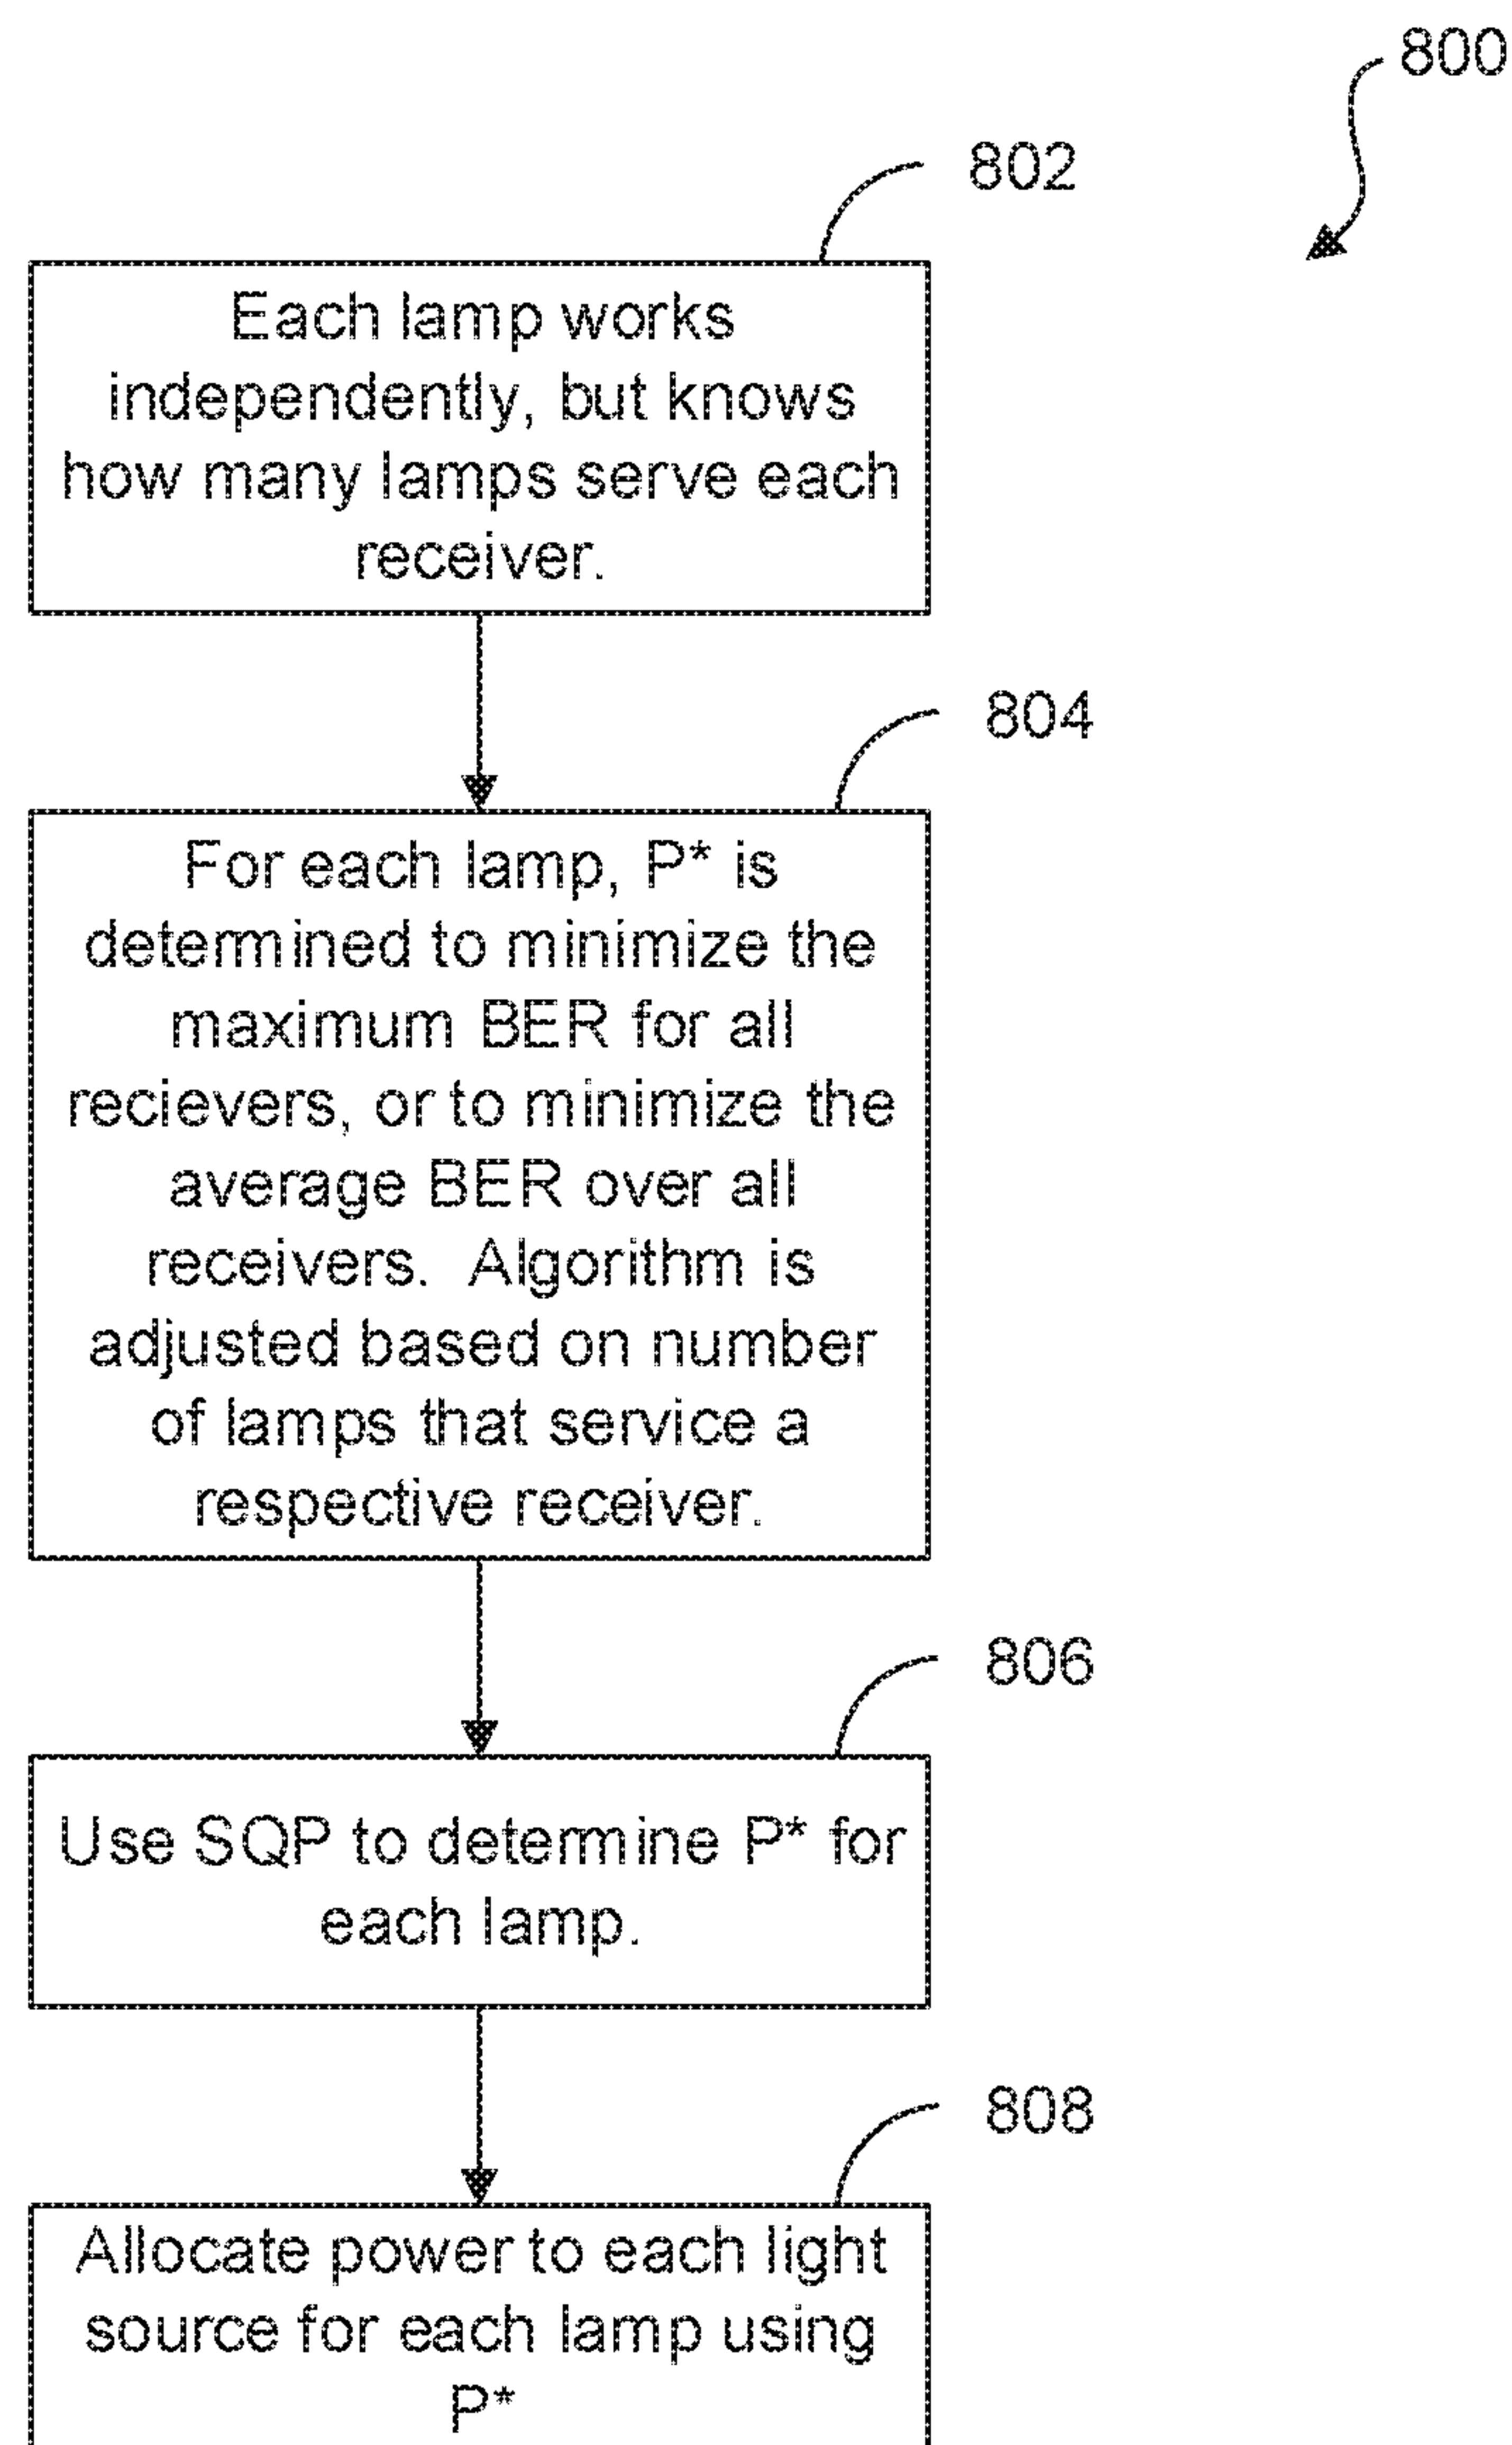 800
802
Each lamp works
independently, but knows
how many lamps serve each
receiver.
804
For each lamp, P* is
determined to minimize the
maximum BER for all
recievers, or to minimize the
average BER over all
receivers.  Algorithm is
adjusted based on number
of lamps that service a
respective receiver.
806
Use SQP to determine P* for
each lamp.
808
Allocate power to each light
source for each lamp using
P*